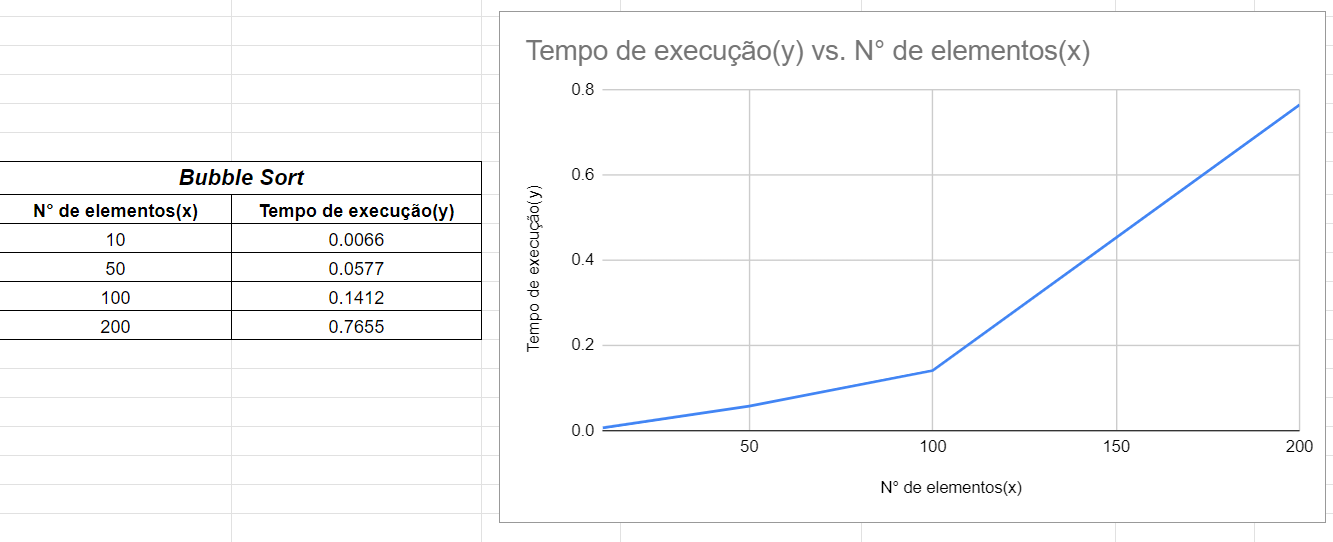 Bubble Sort
N° de elementos(x) Tempo de execução(y)
10 0.0066
50 0.0577
100 0.1412
200 0.7655
Tempo de execução(y) vs. N° de elementos(x)
Tempo de execução(y)
0.8
0.6
0.4
0.2
0.0
50 100 150 200
N° de elementos(x)